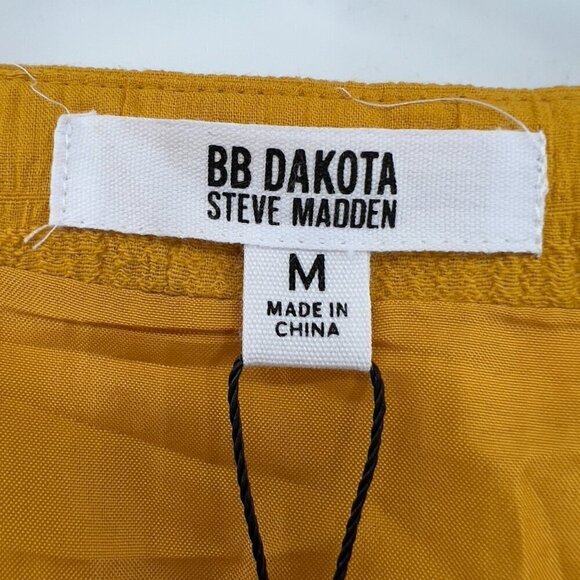 BB DAKOTA
STEVE MADDEN
M
MADE IN
CHINA